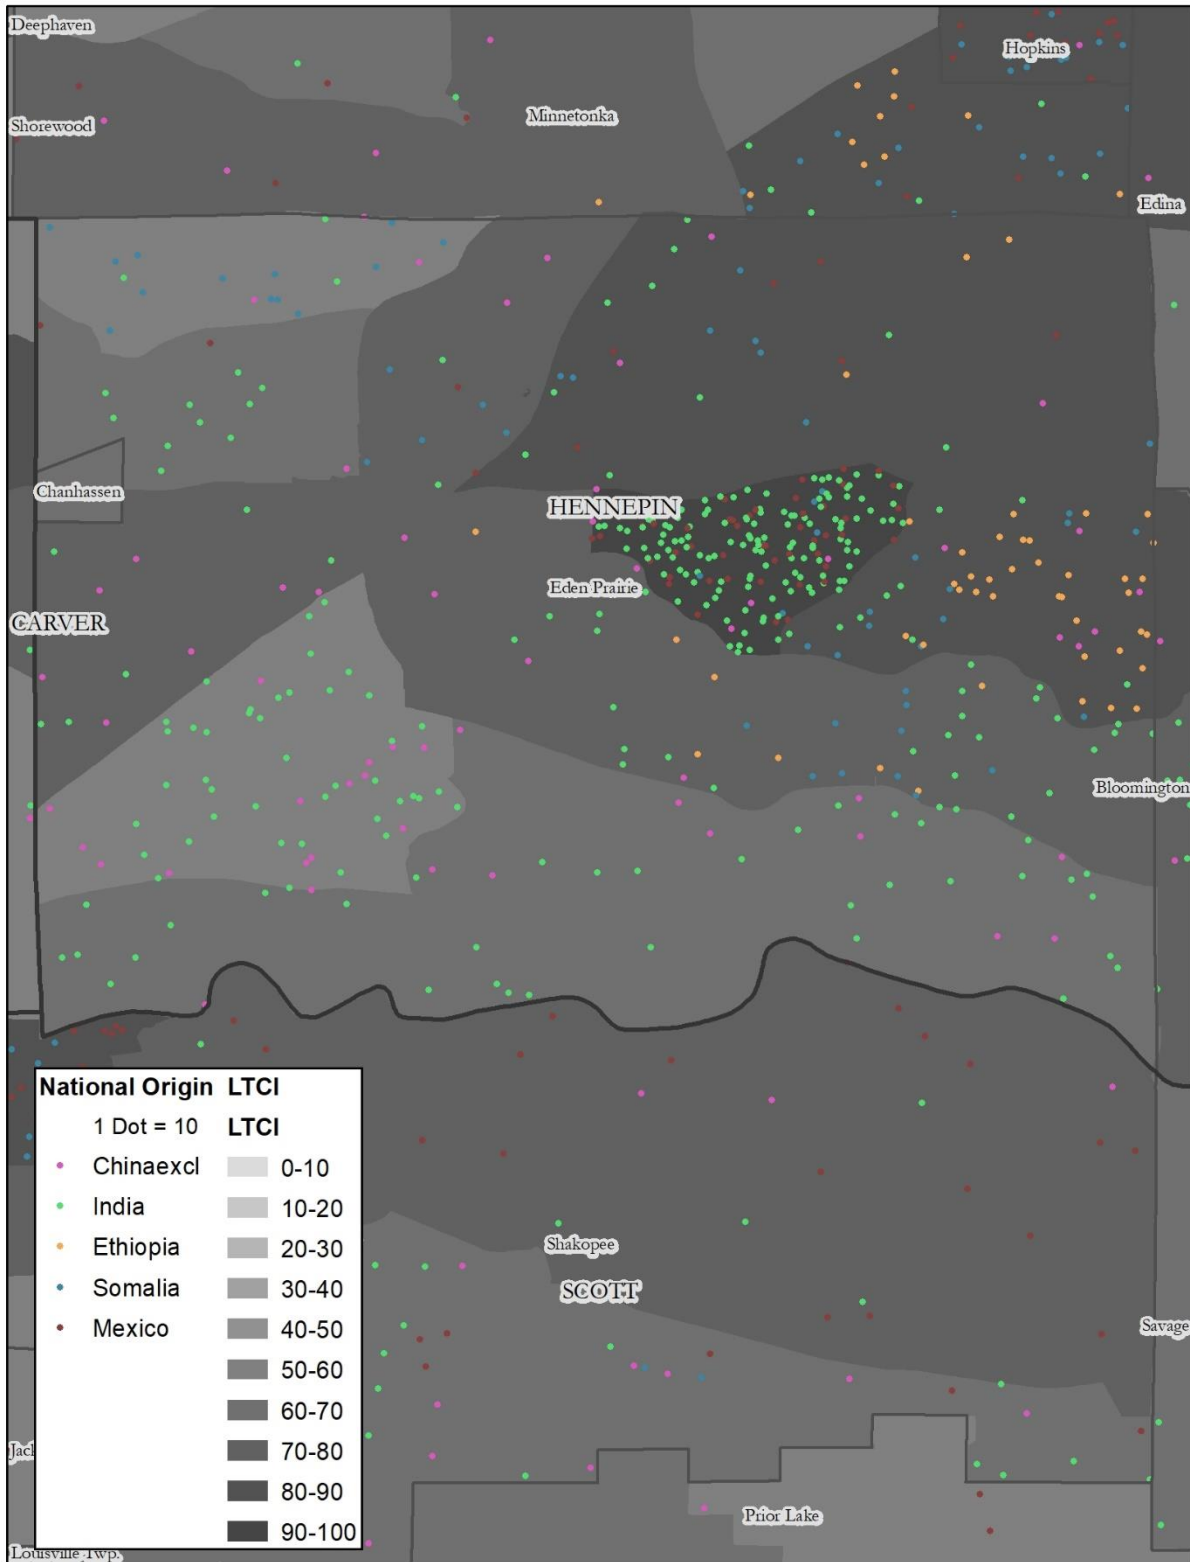 Deephaven
Hopkins
Minnetonka
Shorewood
Edina
Chanhassen
HENNEPIN
Eden Prairie
CARVER
Bloomington
National Origin LTCI
1 Dot = 10 LTCI
Chinaexcl 0-10
India 10-20
Ethiopia 20-30
Somalia 30-40
Mexico 40-50
50-60
60-70
70-80
80-90
90-100
Shakopee
SCOTT
Savage
Jack
Prior Lake
Louisville Twp.